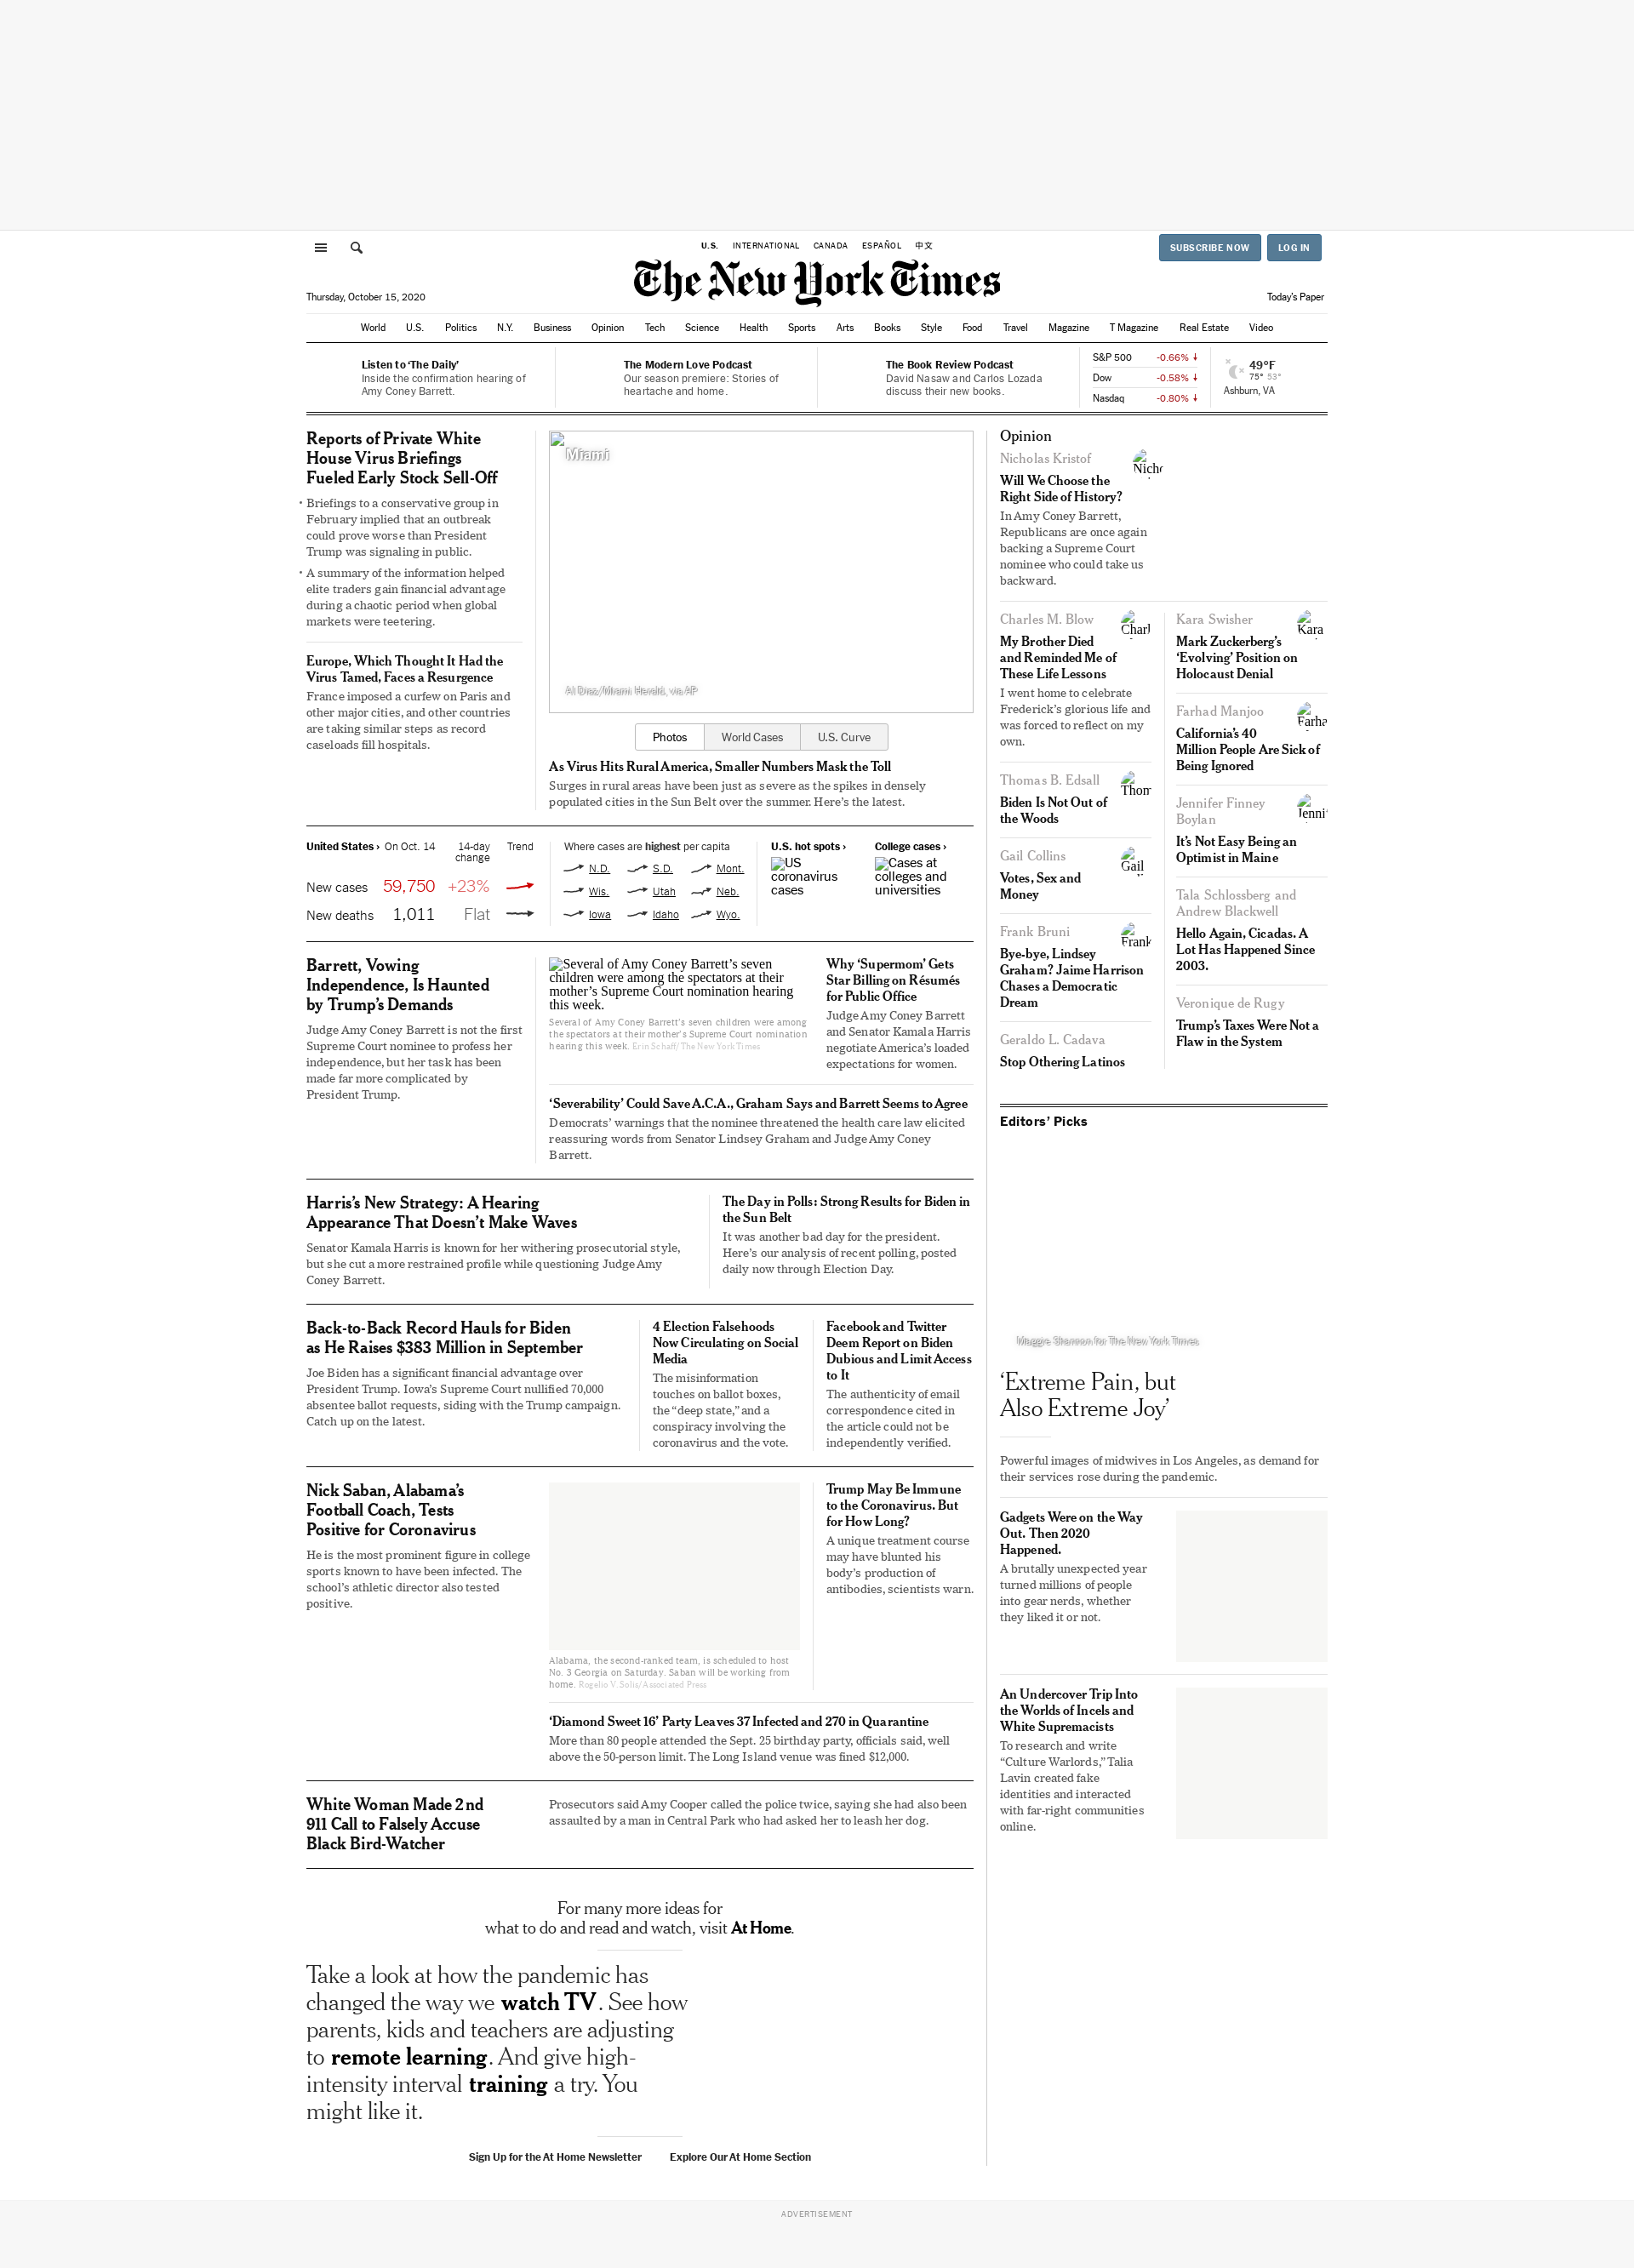 U.S. INTERNATIONAL CANADA ESPAÑOL 中文
SUBSCRIBE NOW LOG IN
The New York Times
Thursday, October 15, 2020
Today's Paper
World U.S. Politics N.Y. Business Opinion Tech Science Health Sports Arts Books Style Food Travel Magazine T Magazine Real Estate Video
Listen to ‘The Daily’
Inside the confirmation hearing of
Amy Coney Barrett.
The Modern Love Podcast
Our season premiere: Stories of
heartache and home.
The Book Review Podcast
David Nasaw and Carlos Lozada
discuss their new books.
S&P 500 -0.66% ↓
Dow -0.58% ↓
Nasdaq -0.80% ↓
49°F
75° 53°
Ashburn, VA
Reports of Private White
House Virus Briefings
Fueled Early Stock Sell-Off
• Briefings to a conservative group in
February implied that an outbreak
could prove worse than President
Trump was signaling in public.
• A summary of the information helped
elite traders gain financial advantage
during a chaotic period when global
markets were teetering.
Europe, Which Thought It Had the
Virus Tamed, Faces a Resurgence
France imposed a curfew on Paris and
other major cities, and other countries
are taking similar steps as record
caseloads fill hospitals.
Miami
Al Diaz/Miami Herald, via AP
Photos World Cases U.S. Curve
As Virus Hits Rural America, Smaller Numbers Mask the Toll
Surges in rural areas have been just as severe as the spikes in densely
populated cities in the Sun Belt over the summer. Here’s the latest.
United States › On Oct. 14 14-day
change Trend
New cases 59,750 +23%
New deaths 1,011 Flat
Where cases are highest per capita
N.D. S.D. Mont.
Wis. Utah Neb.
Iowa Idaho Wyo.
U.S. hot spots ›
US
coronavirus
cases
College cases ›
Cases at
colleges and
universities
Barrett, Vowing
Independence, Is Haunted
by Trump’s Demands
Judge Amy Coney Barrett is not the first
Supreme Court nominee to profess her
independence, but her task has been
made far more complicated by
President Trump.
Several of Amy Coney Barrett’s seven
children were among the spectators at their
mother’s Supreme Court nomination hearing
this week.
Several of Amy Coney Barrett’s seven children were among
the spectators at their mother’s Supreme Court nomination
hearing this week. Erin Schaff/The New York Times
Why ‘Supermom’ Gets
Star Billing on Résumés
for Public Office
Judge Amy Coney Barrett
and Senator Kamala Harris
negotiate America’s loaded
expectations for women.
‘Severability’ Could Save A.C.A., Graham Says and Barrett Seems to Agree
Democrats’ warnings that the nominee threatened the health care law elicited
reassuring words from Senator Lindsey Graham and Judge Amy Coney
Barrett.
Harris’s New Strategy: A Hearing
Appearance That Doesn’t Make Waves
Senator Kamala Harris is known for her withering prosecutorial style,
but she cut a more restrained profile while questioning Judge Amy
Coney Barrett.
The Day in Polls: Strong Results for Biden in
the Sun Belt
It was another bad day for the president.
Here’s our analysis of recent polling, posted
daily now through Election Day.
Back-to-Back Record Hauls for Biden
as He Raises $383 Million in September
Joe Biden has a significant financial advantage over
President Trump. Iowa’s Supreme Court nullified 70,000
absentee ballot requests, siding with the Trump campaign.
Catch up on the latest.
4 Election Falsehoods
Now Circulating on Social
Media
The misinformation
touches on ballot boxes,
the “deep state,” and a
conspiracy involving the
coronavirus and the vote.
Facebook and Twitter
Deem Report on Biden
Dubious and Limit Access
to It
The authenticity of email
correspondence cited in
the article could not be
independently verified.
Nick Saban, Alabama’s
Football Coach, Tests
Positive for Coronavirus
He is the most prominent figure in college
sports known to have been infected. The
school’s athletic director also tested
positive.
Alabama, the second-ranked team, is scheduled to host
No. 3 Georgia on Saturday. Saban will be working from
home. Rogelio V. Solis/Associated Press
Trump May Be Immune
to the Coronavirus. But
for How Long?
A unique treatment course
may have blunted his
body’s production of
antibodies, scientists warn.
‘Diamond Sweet 16’ Party Leaves 37 Infected and 270 in Quarantine
More than 80 people attended the Sept. 25 birthday party, officials said, well
above the 50-person limit. The Long Island venue was fined $12,000.
White Woman Made 2nd
911 Call to Falsely Accuse
Black Bird-Watcher
Prosecutors said Amy Cooper called the police twice, saying she had also been
assaulted by a man in Central Park who had asked her to leash her dog.
For many more ideas for
what to do and read and watch, visit At Home.
Take a look at how the pandemic has
changed the way we watch TV. See how
parents, kids and teachers are adjusting
to remote learning. And give high-
intensity interval training a try. You
might like it.
Sign Up for the At Home Newsletter Explore Our At Home Section
Opinion
Nicholas Kristof
Will We Choose the
Right Side of History?
In Amy Coney Barrett,
Republicans are once again
backing a Supreme Court
nominee who could take us
backward.
Charles M. Blow
My Brother Died
and Reminded Me of
These Life Lessons
I went home to celebrate
Frederick’s glorious life and
was forced to reflect on my
own.
Thomas B. Edsall
Thom
Biden Is Not Out of
the Woods
Gail Collins
Gail
Votes, Sex and
Money
Frank Bruni
Frank
Bye-bye, Lindsey
Graham? Jaime Harrison
Chases a Democratic
Dream
Geraldo L. Cadava
Stop Othering Latinos
Kara Swisher
Kara
Mark Zuckerberg’s
‘Evolving’ Position on
Holocaust Denial
Farhad Manjoo
Farha
California’s 40
Million People Are Sick of
Being Ignored
Jennifer Finney
Boylan
It’s Not Easy Being an
Optimist in Maine
Tala Schlossberg and
Andrew Blackwell
Hello Again, Cicadas. A
Lot Has Happened Since
2003.
Veronique de Rugy
Trump’s Taxes Were Not a
Flaw in the System
Editors’ Picks
Maggie Shannon for The New York Times
‘Extreme Pain, but
Also Extreme Joy’
Powerful images of midwives in Los Angeles, as demand for
their services rose during the pandemic.
Gadgets Were on the Way
Out. Then 2020
Happened.
A brutally unexpected year
turned millions of people
into gear nerds, whether
they liked it or not.
An Undercover Trip Into
the Worlds of Incels and
White Supremacists
To research and write
“Culture Warlords,” Talia
Lavin created fake
identities and interacted
with far-right communities
online.
ADVERTISEMENT